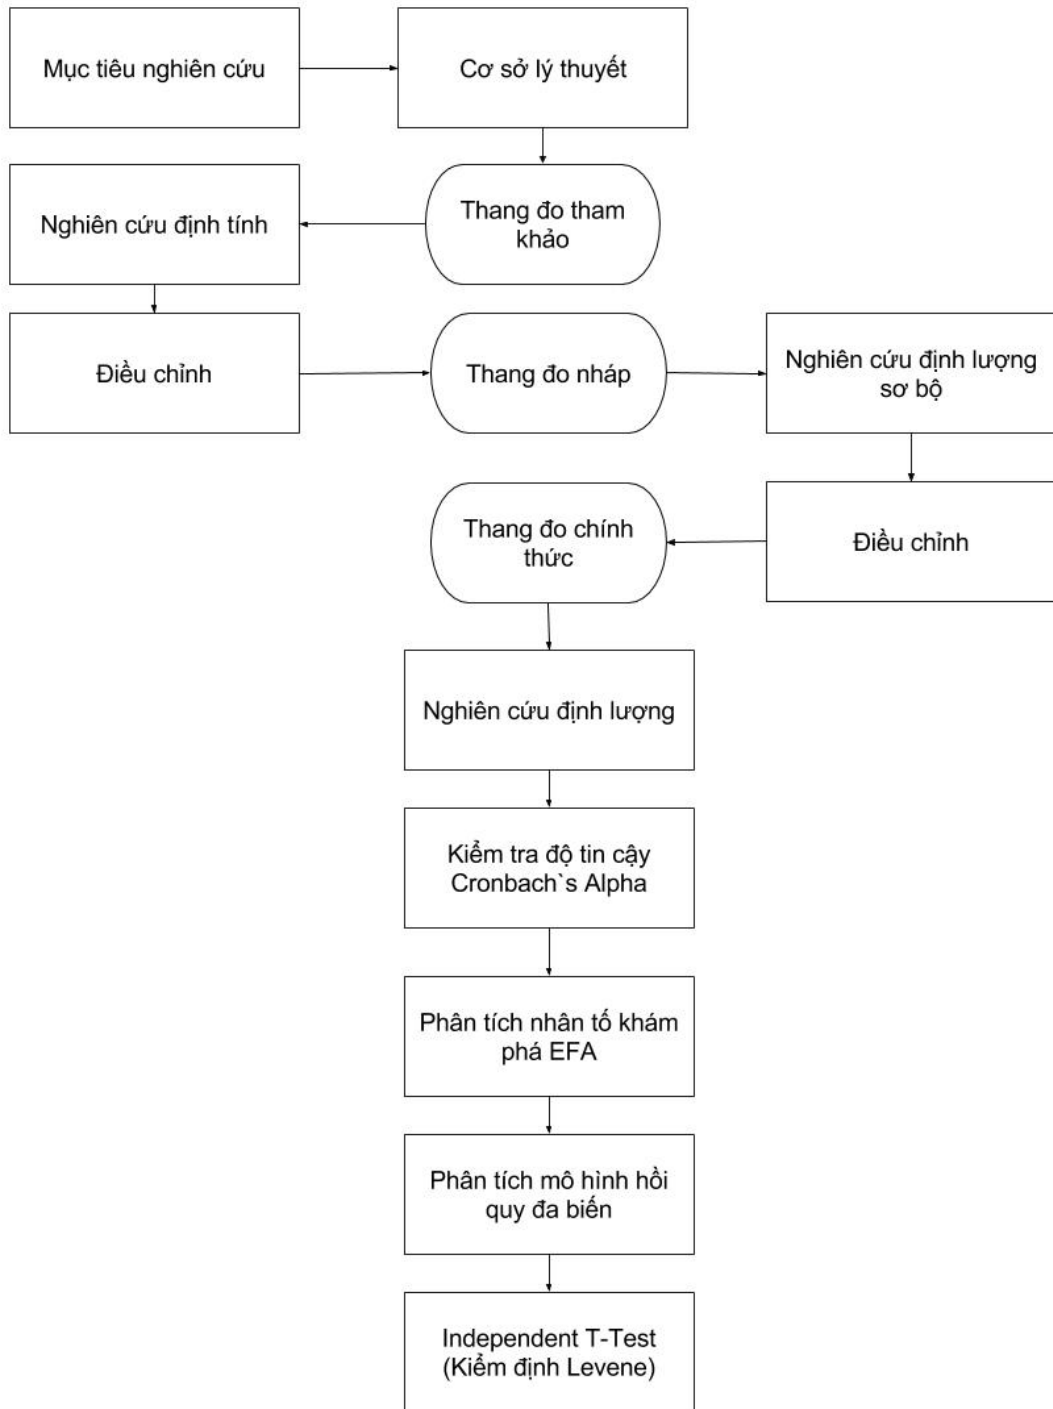 Mục tiêu nghiên cứu
Cơ sở lý thuyết
Thang đo tham
khảo
Nghiên cứu định tính
Điều chỉnh
Thang đo nháp
Nghiên cứu định lượng
sơ bộ
Điều chỉnh
Thang đo chính
thức
Nghiên cứu định lượng
Kiểm tra độ tin cậy
Cronbach`s Alpha
Phân tích nhân tố khám
phá EFA
Phân tích mô hình hồi
quy đa biến
Independent T-Test
(Kiểm định Levene)